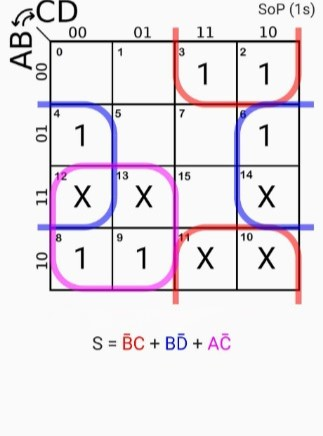 CD SoP (1s)
AB 00 01 11 10
00 0 1 3 1 2 1
01 4 1 5 7 6 1
11 12 X 13 X 15 14 X
10 8 1 9 1 11 X 10 X
S = B̄C + BD̄ + AC̄